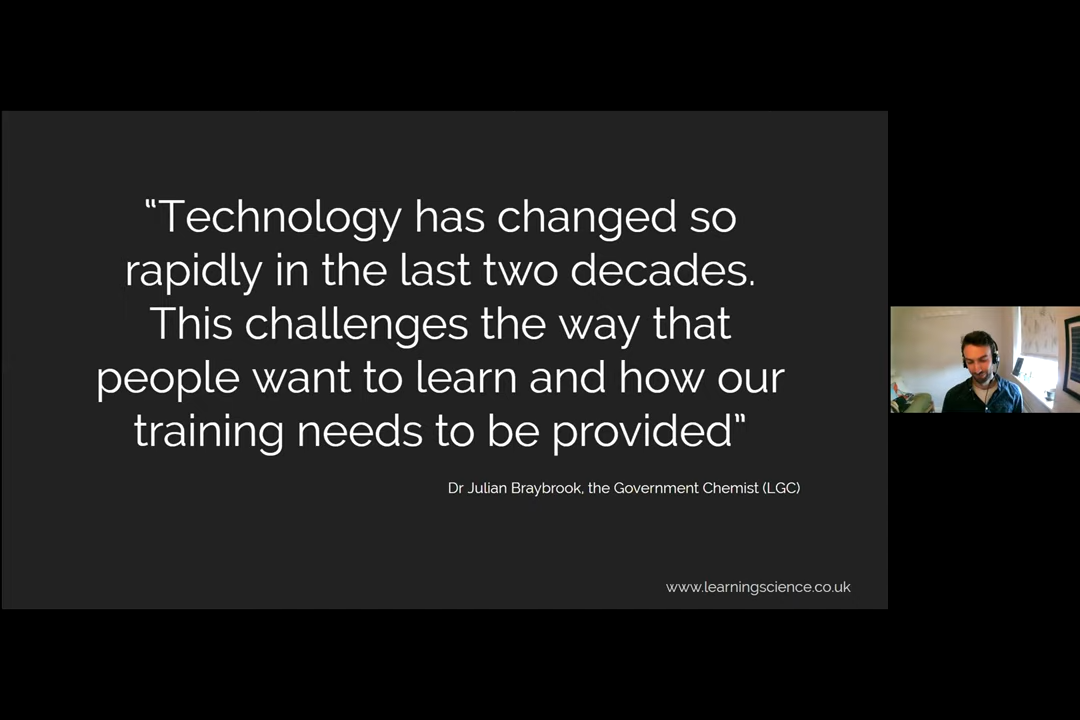 “Technology has changed so
rapidly in the last two decades.
This challenges the way that
people want to learn and how our
training needs to be provided”
Dr Julian Braybrook, the Government Chemist (LGC)
www.learningscience.co.uk